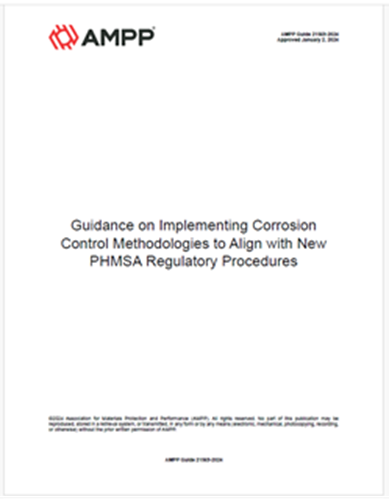 AMPP
AMPP Guide 21569-2024
Approved January 2, 2024
Guidance on Implementing Corrosion
Control Methodologies to Align with New
PHMSA Regulatory Procedures
©2024 Association for Materials Protection and Performance (AMPP). All rights reserved. No part of this publication may be
reproduced, stored in a retrieval system, or transmitted, in any form or by any means (electronic, mechanical, photocopying, recording,
or otherwise) without the prior written permission of AMPP.
AMPP Guide 21569-2024